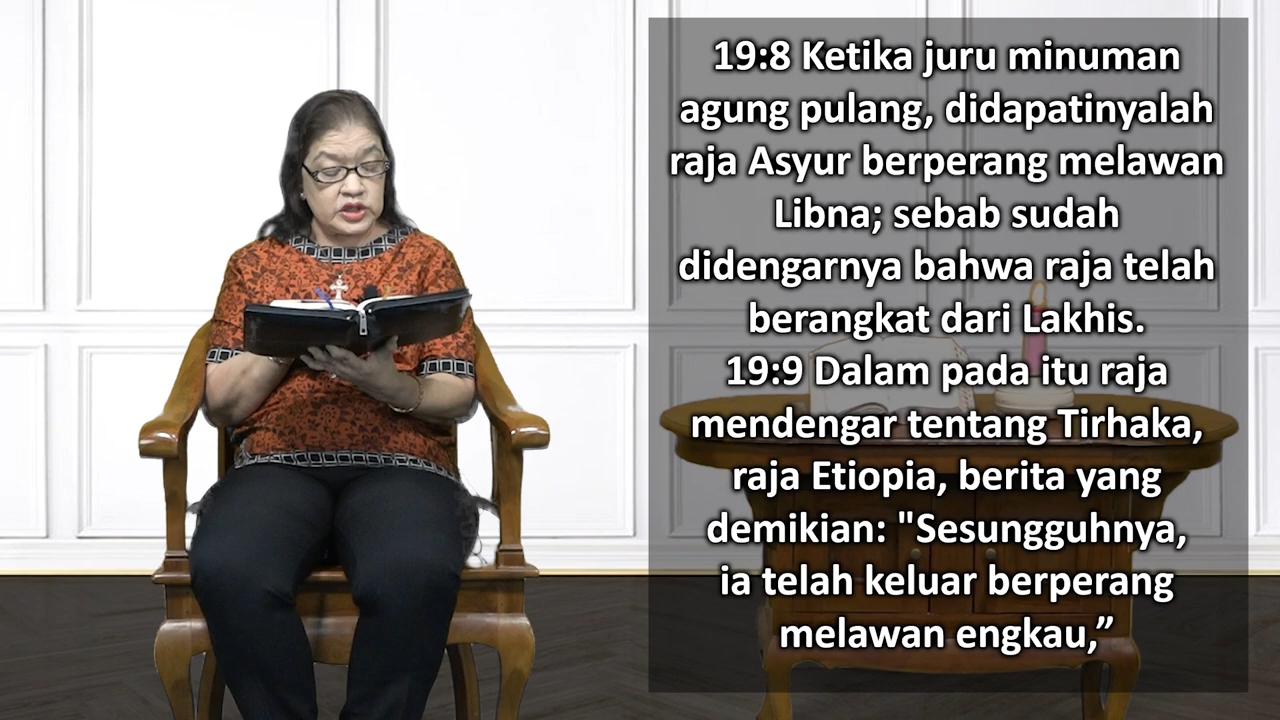 19:8 Ketika juru minuman
agung pulang, didapatinyalah
raja Asyur berperang melawan
Libna; sebab sudah
didengarnya bahwa raja telah
berangkat dari Lakhis.
19:9 Dalam pada itu raja
mendengar tentang Tirhaka,
raja Etiopia, berita yang
demikian: "Sesungguhnya,
ia telah keluar berperang
melawan engkau,”